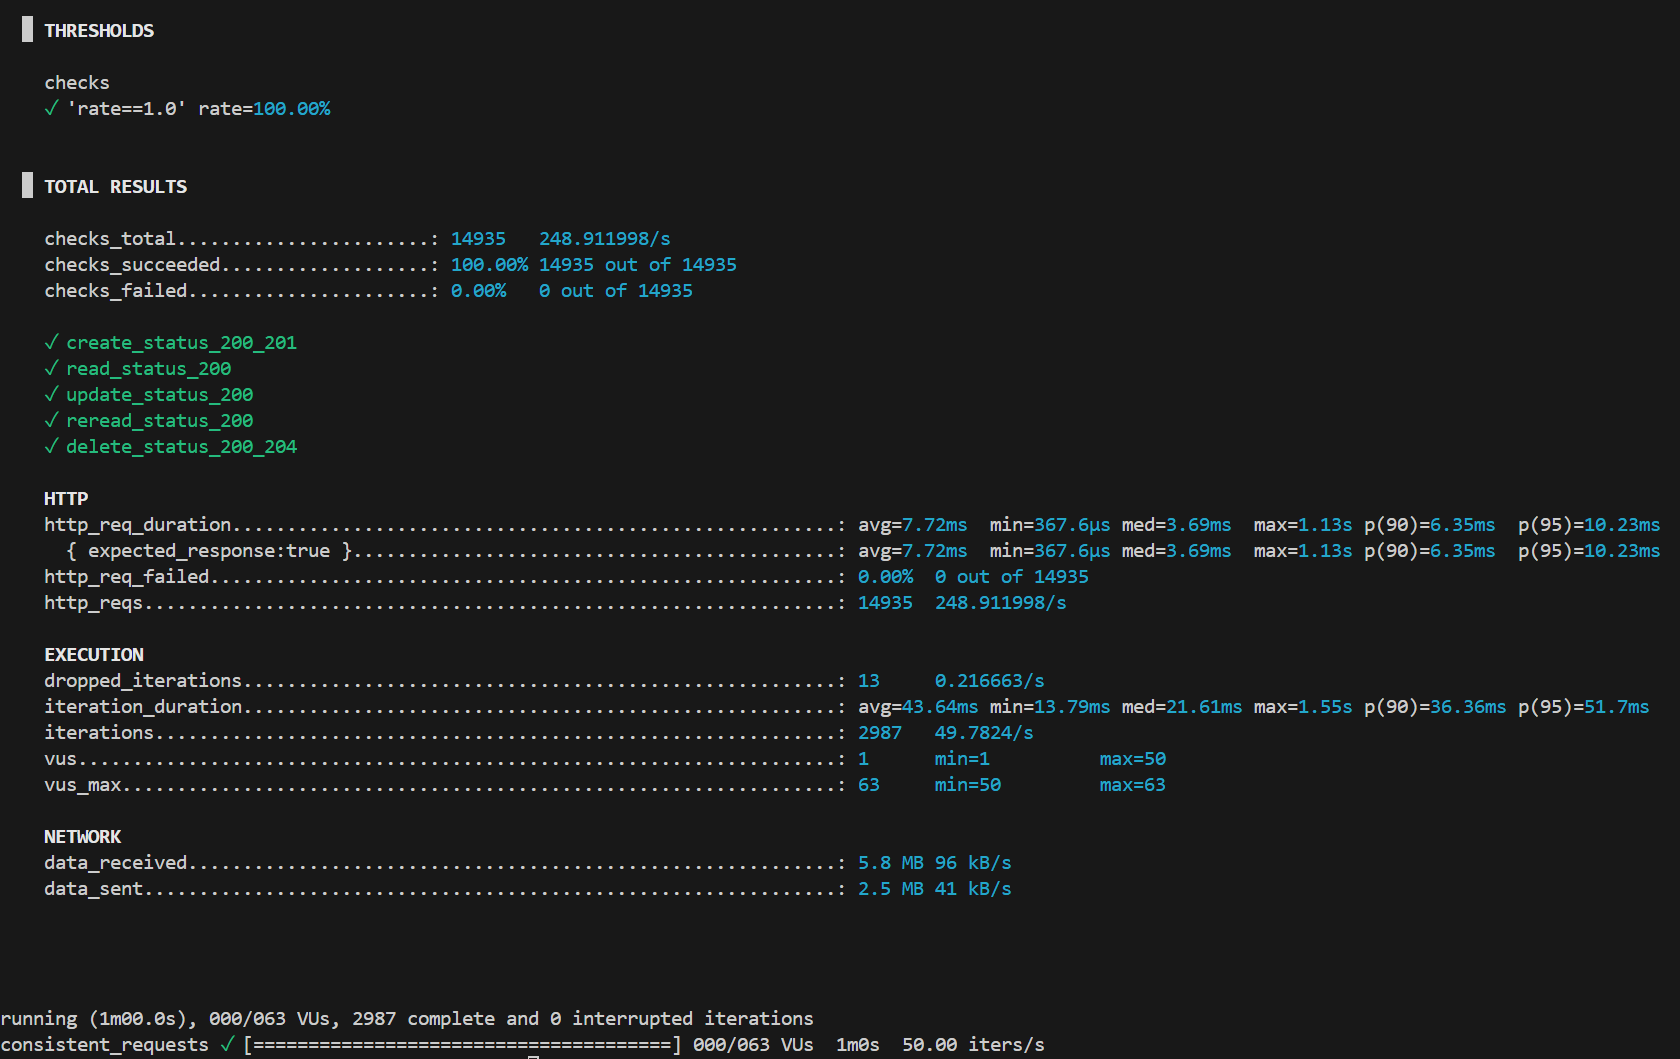 THRESHOLDS
checks
✓ 'rate==1.0' rate=100.00%
TOTAL RESULTS
checks_total.......................: 14935   248.911998/s
checks_succeeded...................: 100.00% 14935 out of 14935
checks_failed......................: 0.00%   0 out of 14935
✓ create_status_200_201
✓ read_status_200
✓ update_status_200
✓ reread_status_200
✓ delete_status_200_204
HTTP
http_req_duration.......................................................: avg=7.72ms  min=367.6µs med=3.69ms  max=1.13s p(90)=6.35ms  p(95)=10.23ms
{ expected_response:true }............................................: avg=7.72ms  min=367.6µs med=3.69ms  max=1.13s p(90)=6.35ms  p(95)=10.23ms
http_req_failed.........................................................: 0.00%  0 out of 14935
http_reqs...............................................................: 14935  248.911998/s
EXECUTION
dropped_iterations......................................................: 13     0.216663/s
iteration_duration......................................................: avg=43.64ms min=13.79ms med=21.61ms max=1.55s p(90)=36.36ms p(95)=51.7ms
iterations..............................................................: 2987   49.7824/s
vus.....................................................................: 1      min=1          max=50
vus_max.................................................................: 63     min=50         max=63
NETWORK
data_received...........................................................: 5.8 MB 96 kB/s
data_sent...............................................................: 2.5 MB 41 kB/s
running (1m00.0s), 000/063 VUs, 2987 complete and 0 interrupted iterations
consistent_requests ✓ [======================================] 000/063 VUs  1m0s  50.00 iters/s